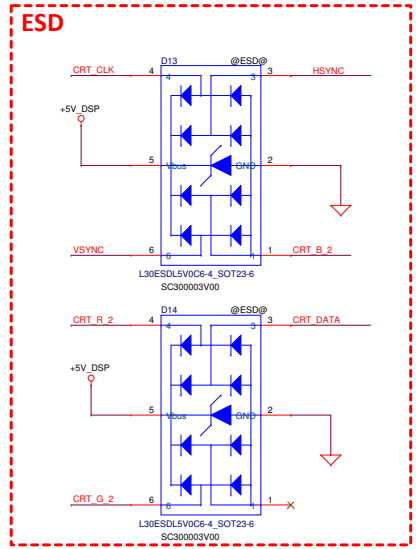 ESD
D13 @ESD@
CRT_CLK 4 4 3 3 HSYNC
+5V_DSP
5 Vbus GND 2
VSYNC 6 6 1 1 CRT_B_2
L30ESDL5V0C6-4_SOT23-6
SC300003V00
D14 @ESD@
CRT_R_2 4 4 3 3 CRT_DATA
+5V_DSP
5 Vbus GND 2
CRT_G_2 6 6 1 1
L30ESDL5V0C6-4_SOT23-6
SC300003V00